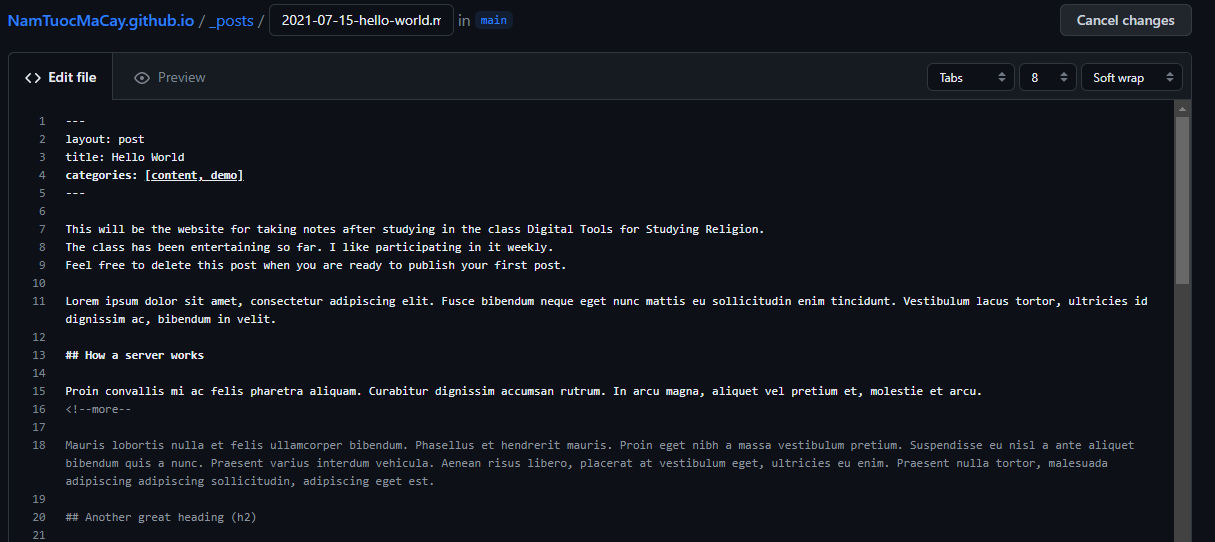 NamTuocMaCay.github.io / _posts / 2021-07-15-hello-world.m in main Cancel changes
Edit file Preview Tabs 8 Soft wrap
1 ---
2 layout: post
3 title: Hello World
4 categories: [content, demo]
5 ---
6
7 This will be the website for taking notes after studying in the class Digital Tools for Studying Religion.
8 The class has been entertaining so far. I like participating in it weekly.
9 Feel free to delete this post when you are ready to publish your first post.
10
11 Lorem ipsum dolor sit amet, consectetur adipiscing elit. Fusce bibendum neque eget nunc mattis eu sollicitudin enim tincidunt. Vestibulum lacus tortor, ultricies id
dignissim ac, bibendum in velit.
12
13 ## How a server works
14
15 Proin convallis mi ac felis pharetra aliquam. Curabitur dignissim accumsan rutrum. In arcu magna, aliquet vel pretium et, molestie et arcu.
16 <!--more--
17
18 Mauris lobortis nulla et felis ullamcorper bibendum. Phasellus et hendrerit mauris. Proin eget nibh a massa vestibulum pretium. Suspendisse eu nisl a ante aliquet
bibendum quis a nunc. Praesent varius interdum vehicula. Aenean risus libero, placerat at vestibulum eget, ultricies eu enim. Praesent nulla tortor, malesuada
adipiscing adipiscing sollicitudin, adipiscing eget est.
19
20 ## Another great heading (h2)
21